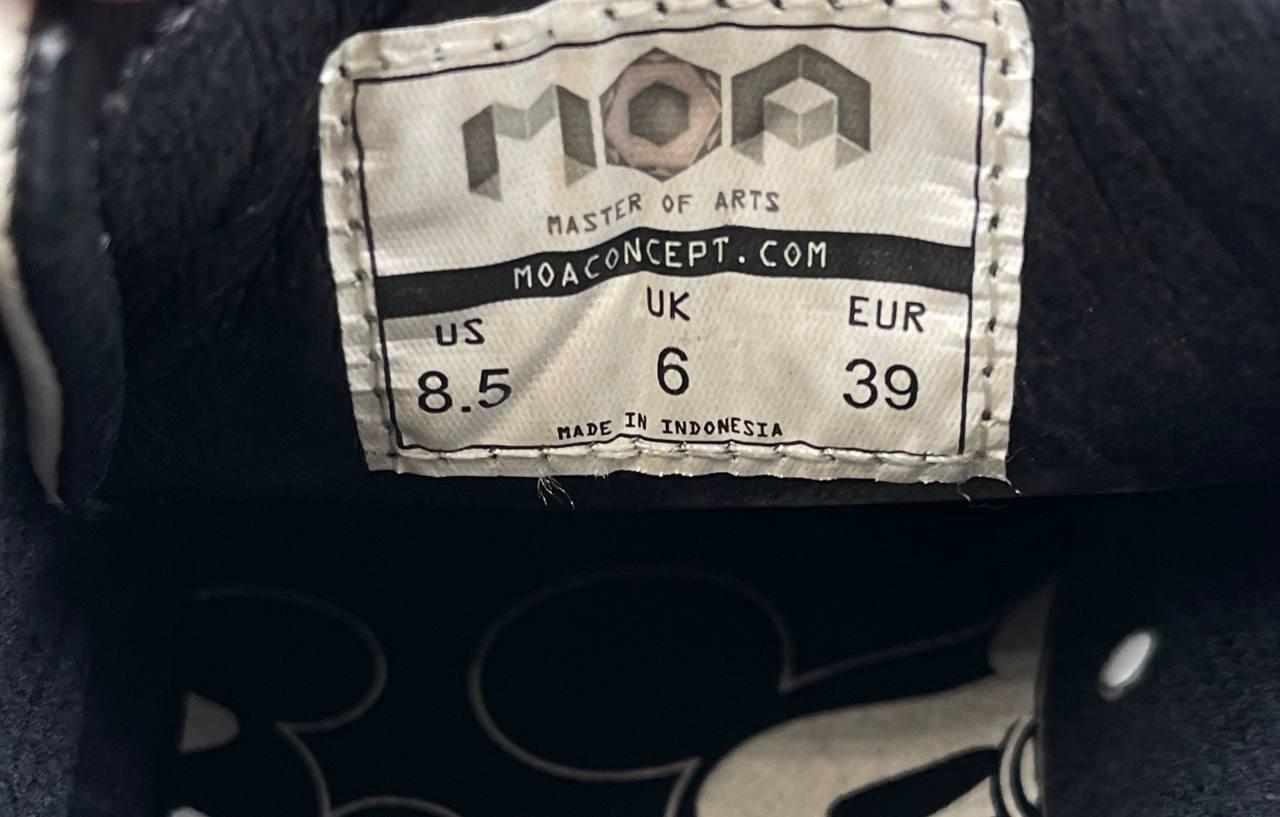 MOA
MASTER OF ARTS
MOACONCEPT.COM
US UK EUR
8.5 6 39
MADE IN INDONESIA